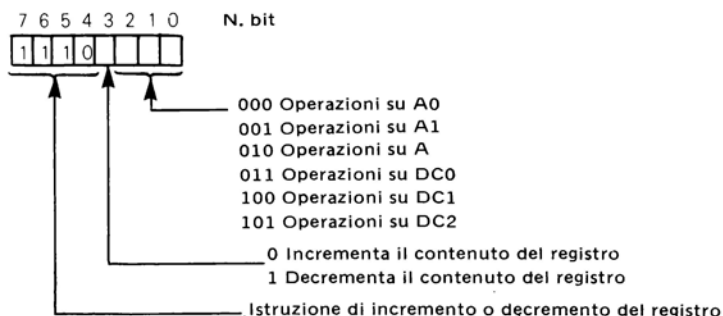 7 6 5 4 3 2 1 0 N. bit
1 1 1 0
000 Operazioni su A0
001 Operazioni su A1
010 Operazioni su A
011 Operazioni su DC0
100 Operazioni su DC1
101 Operazioni su DC2
0 Incrementa il contenuto del registro
1 Decrementa il contenuto del registro
Istruzione di incremento o decremento del registro